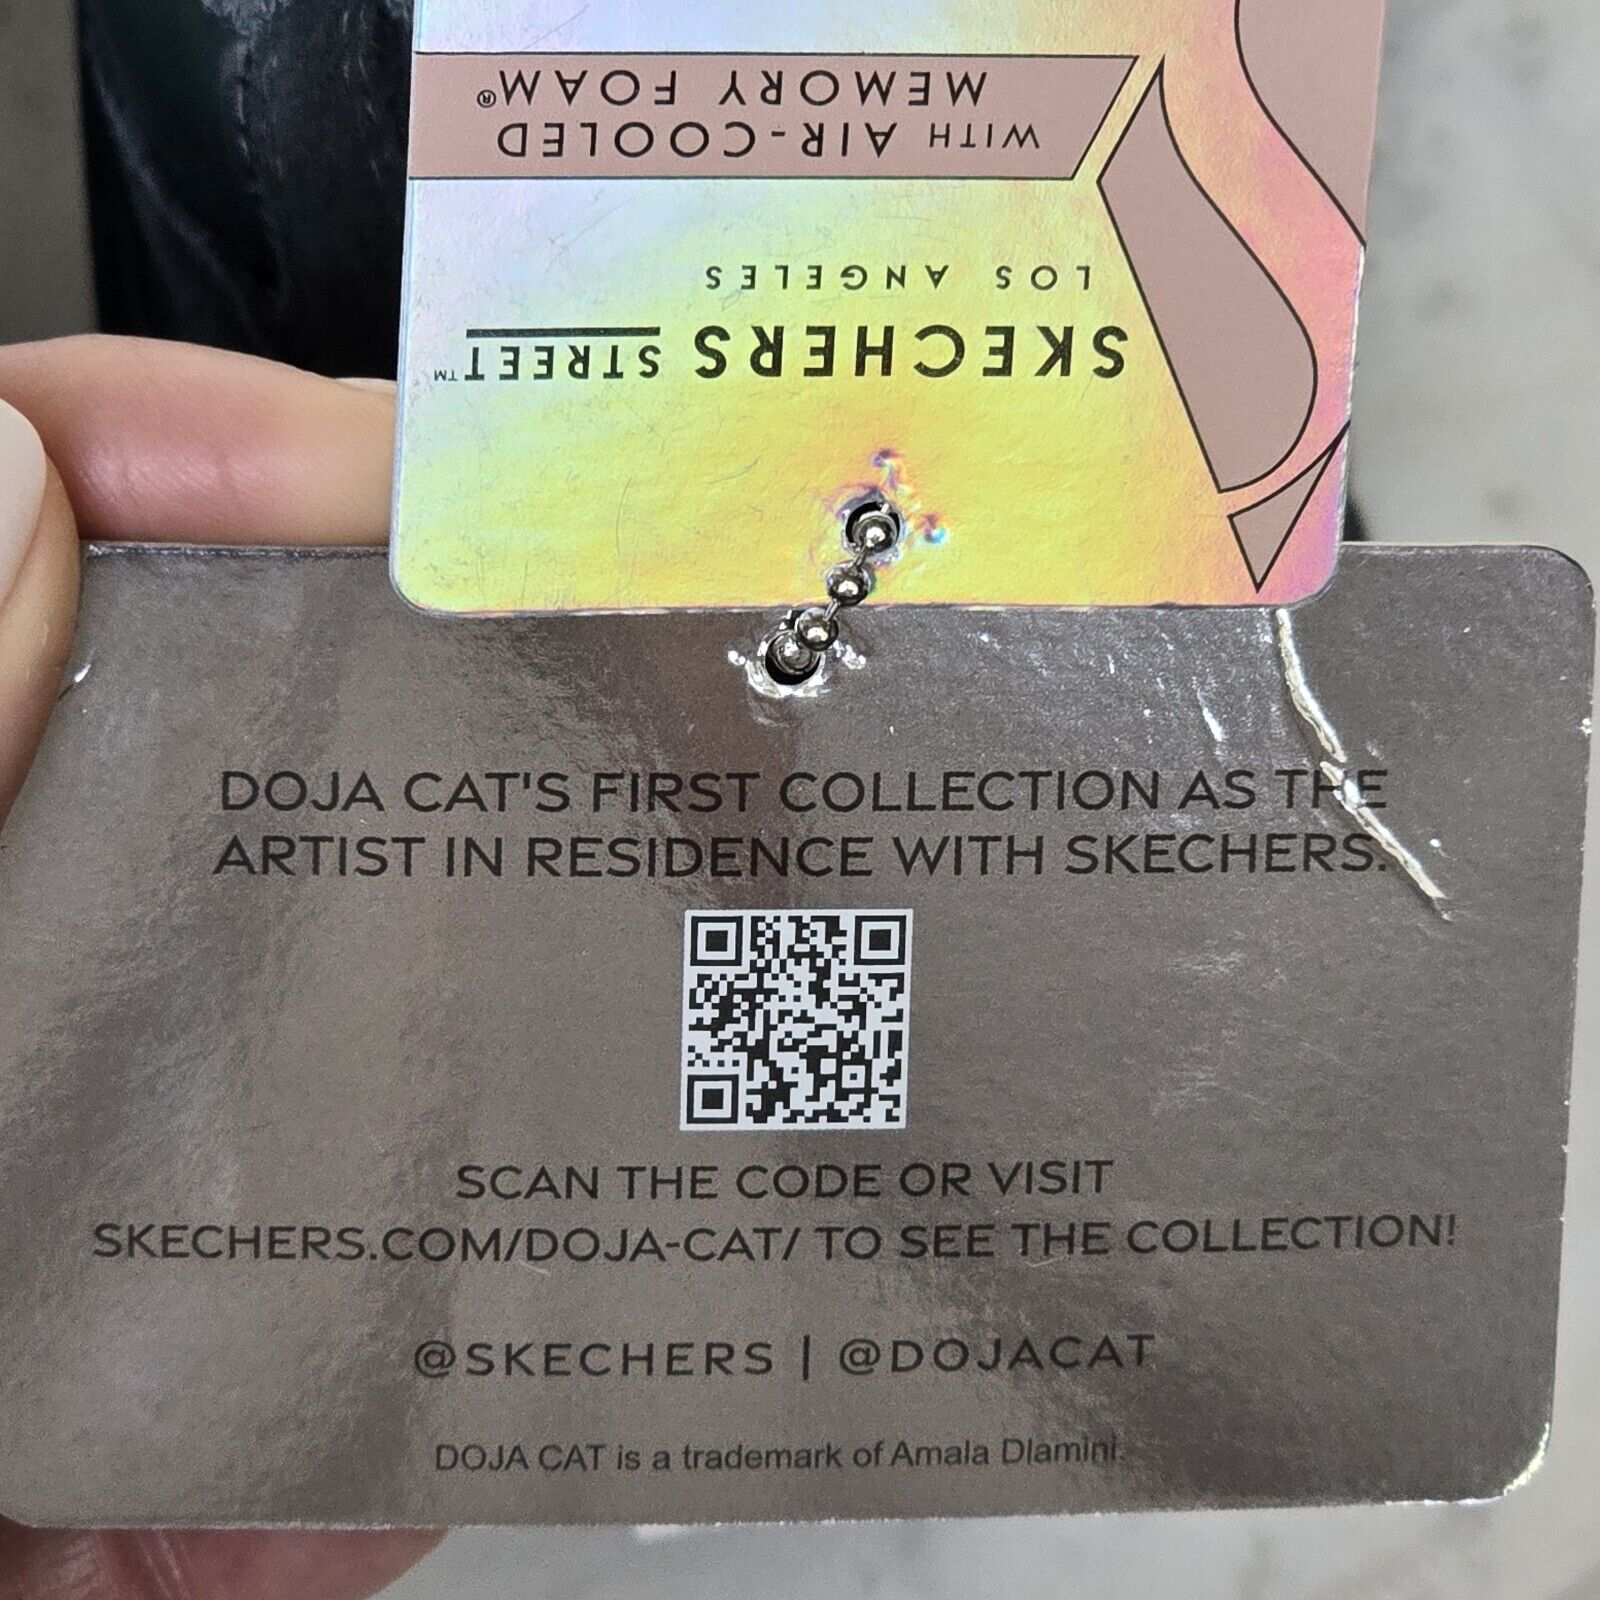 SKECHERS STREET™
LOS ANGELES
WITH AIR-COOLED
MEMORY FOAM®
DOJA CAT'S FIRST COLLECTION AS THE
ARTIST IN RESIDENCE WITH SKECHERS.
SCAN THE CODE OR VISIT
SKECHERS.COM/DOJA-CAT/ TO SEE THE COLLECTION!
@SKECHERS | @DOJACAT
DOJA CAT is a trademark of Amala Dlamini.